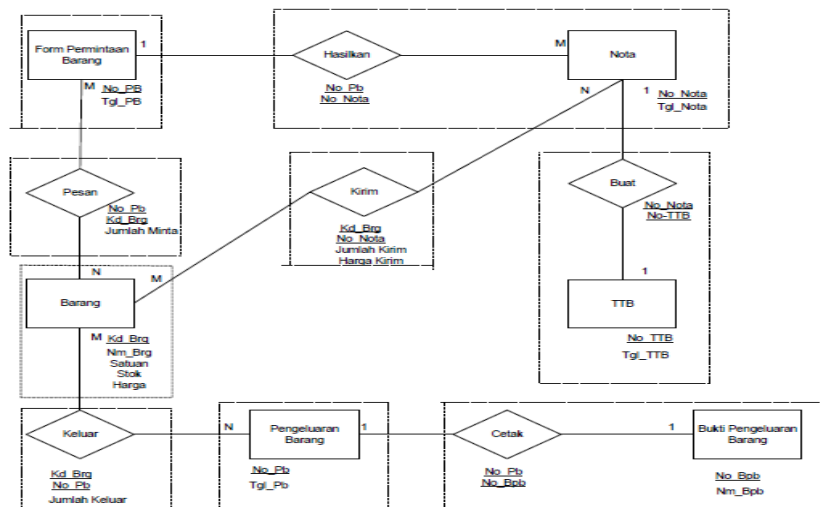 Form Permintaan
Barang
1
Hasilkan
M
Nota
M
No_PB
Tgl_PB
No_Pb
No_Nota
N
1
No_Nota
Tgl_Nota
Pesan
No_Pb
Kd_Brg
Jumlah Minta
Kirim
Kd_Brg
No_Nota
Jumlah Kirim
Harga Kirim
Buat
No_Nota
No-TTB
N
M
1
Barang
TTB
M
Kd_Brg
Nm_Brg
Satuan
Stok
Harga
No_TTB
Tgl_TTB
Keluar
N
Pengeluaran
Barang
1
Cetak
1
Bukti Pengeluaran
Barang
Kd_Brg
No_Pb
Jumlah Keluar
No_Pb
Tgl_Pb
No_Pb
No_Bpb
No_Bpb
Nm_Bpb